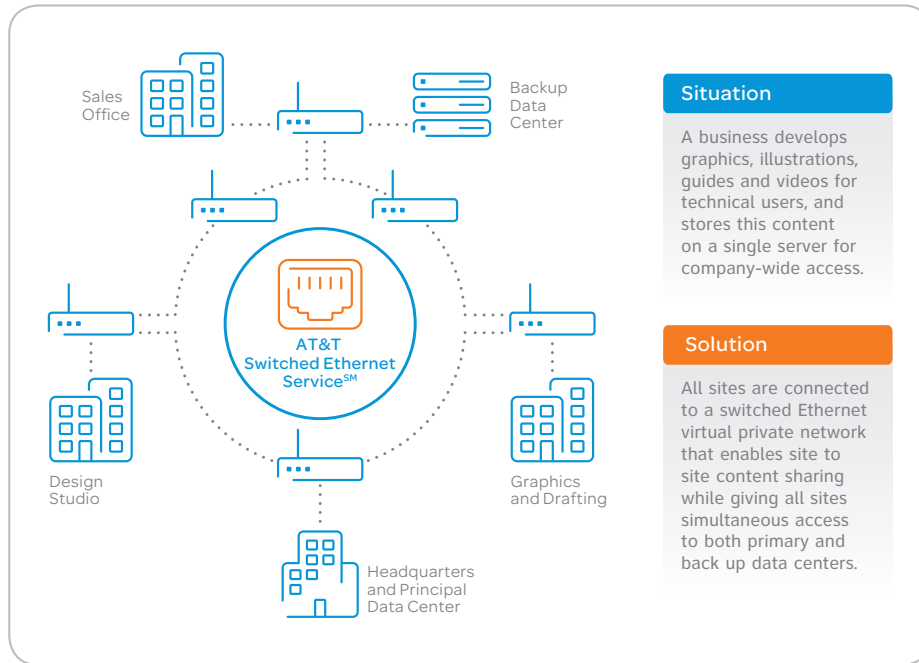 Sales
Office
Backup
Data
Center
AT&T
Switched Ethernet
Service℠
Design
Studio
Graphics
and Drafting
Headquarters
and Principal
Data Center
Situation
A business develops
graphics, illustrations,
guides and videos for
technical users, and
stores this content
on a single server for
company-wide access.
Solution
All sites are connected
to a switched Ethernet
virtual private network
that enables site to
site content sharing
while giving all sites
simultaneous access
to both primary and
back up data centers.